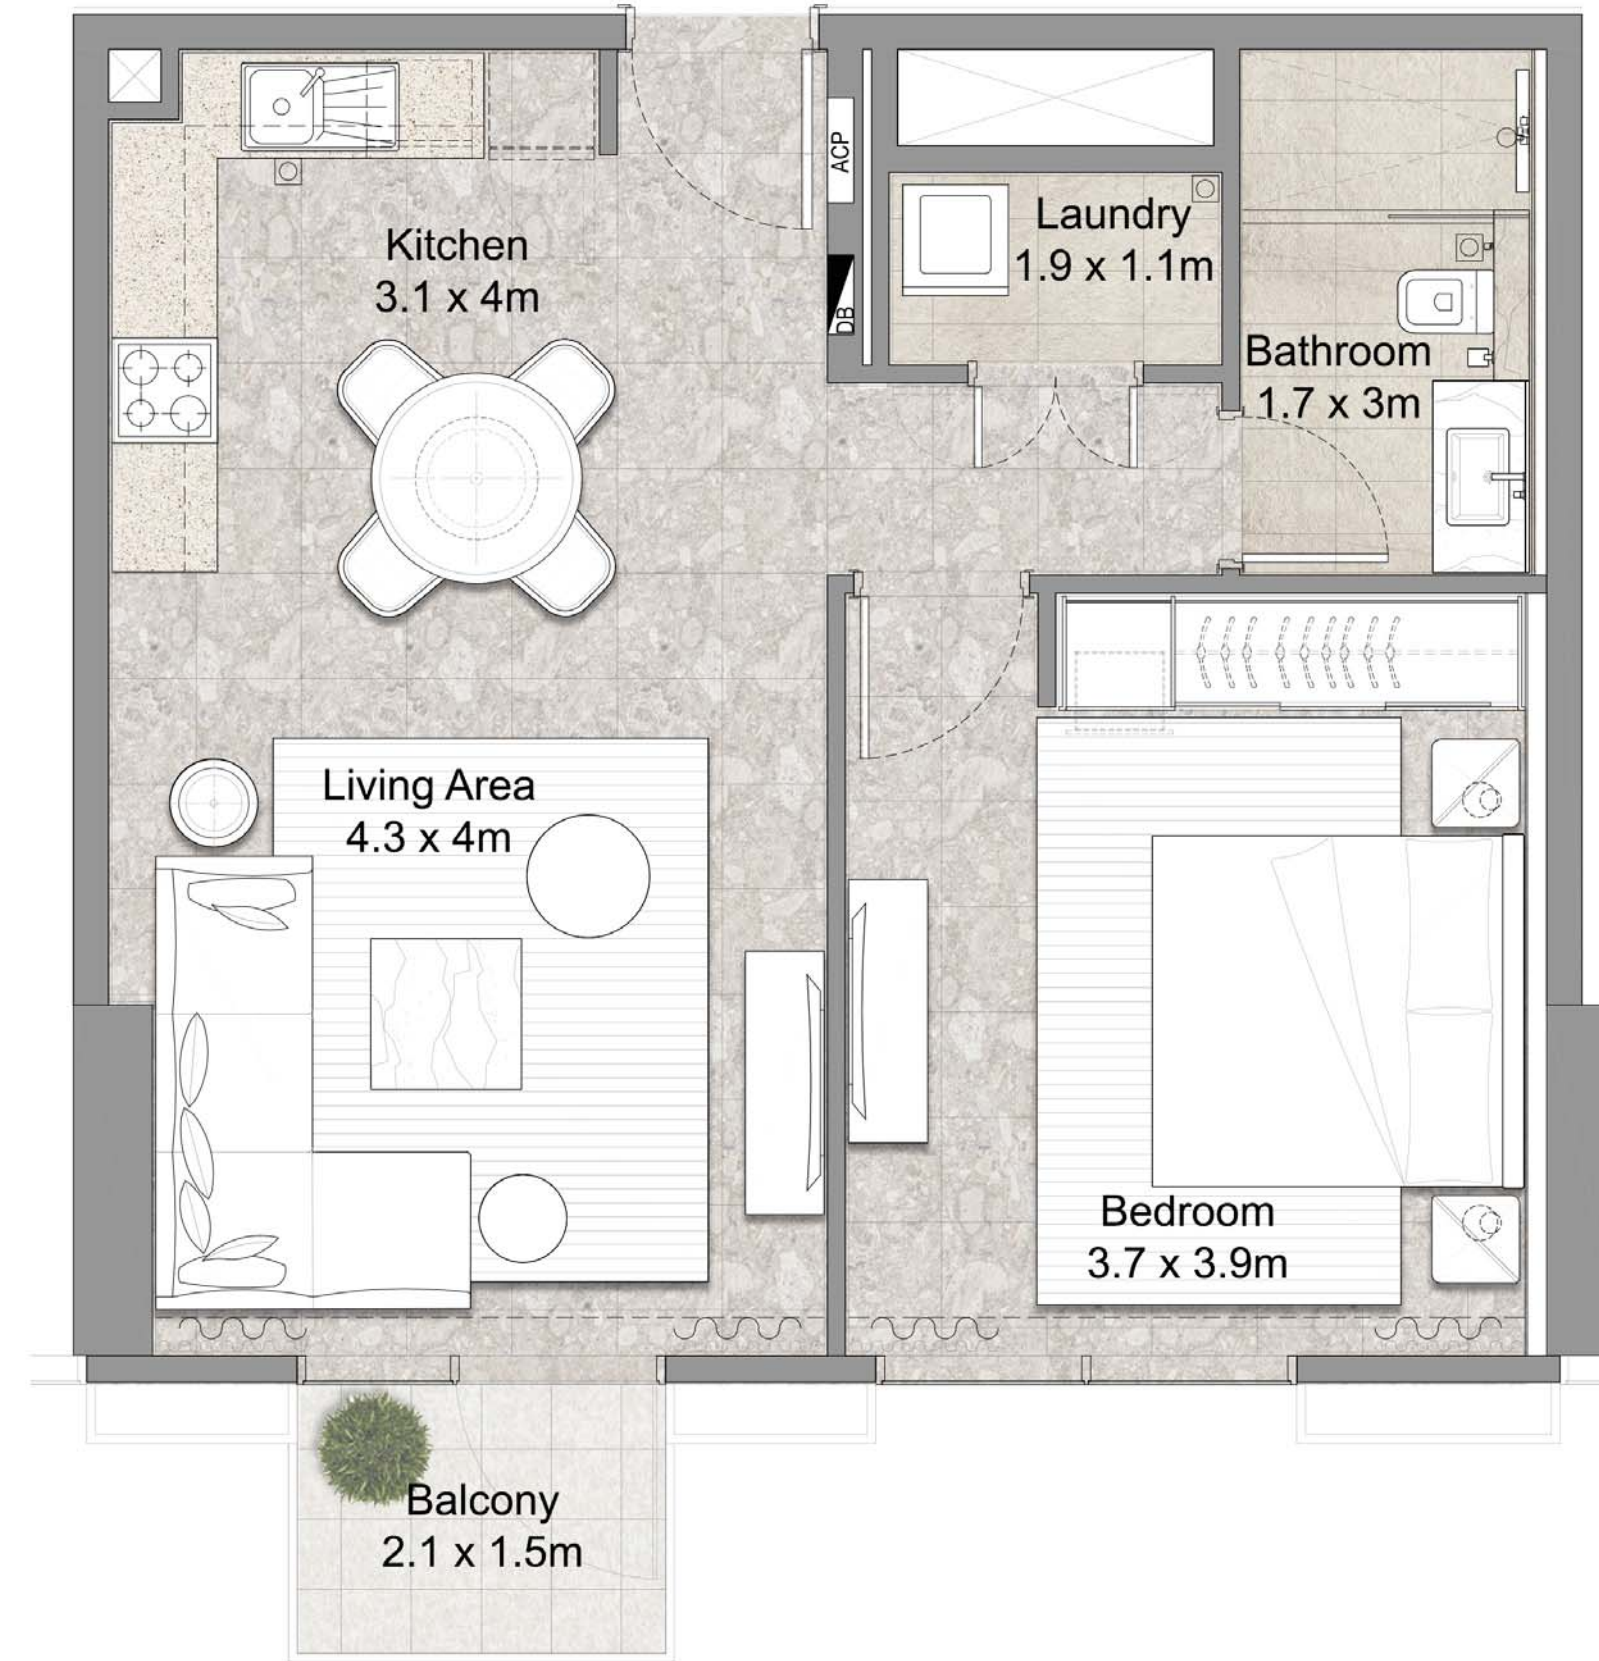 ACP
Laundry
1.9 x 1.1m
Kitchen
3.1 x 4m
DB
Bathroom
1.7 x 3m
Living Area
4.3 x 4m
Bedroom
3.7 x 3.9m
Balcony
2.1 x 1.5m